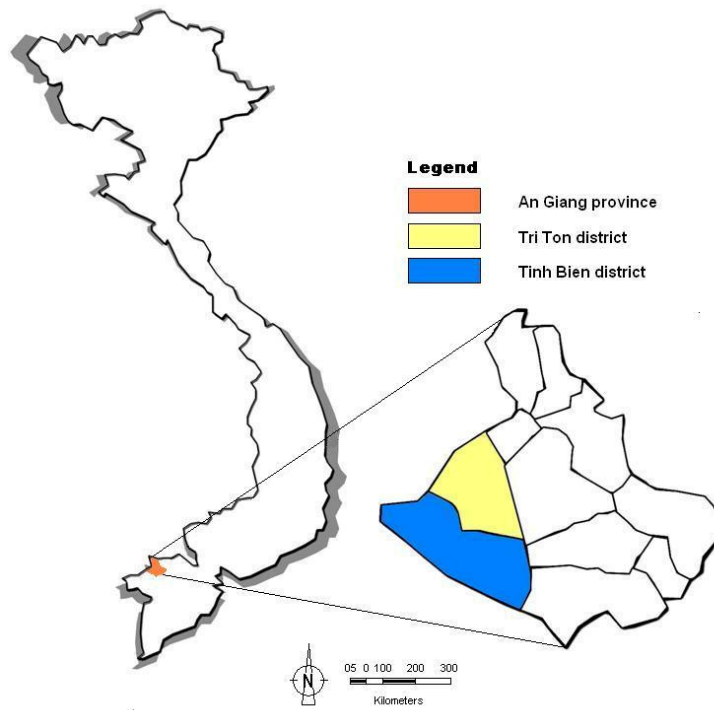 Legend
An Giang province
Tri Ton district
Tinh Bien district
N
05 0 100 200 300
Kilometers